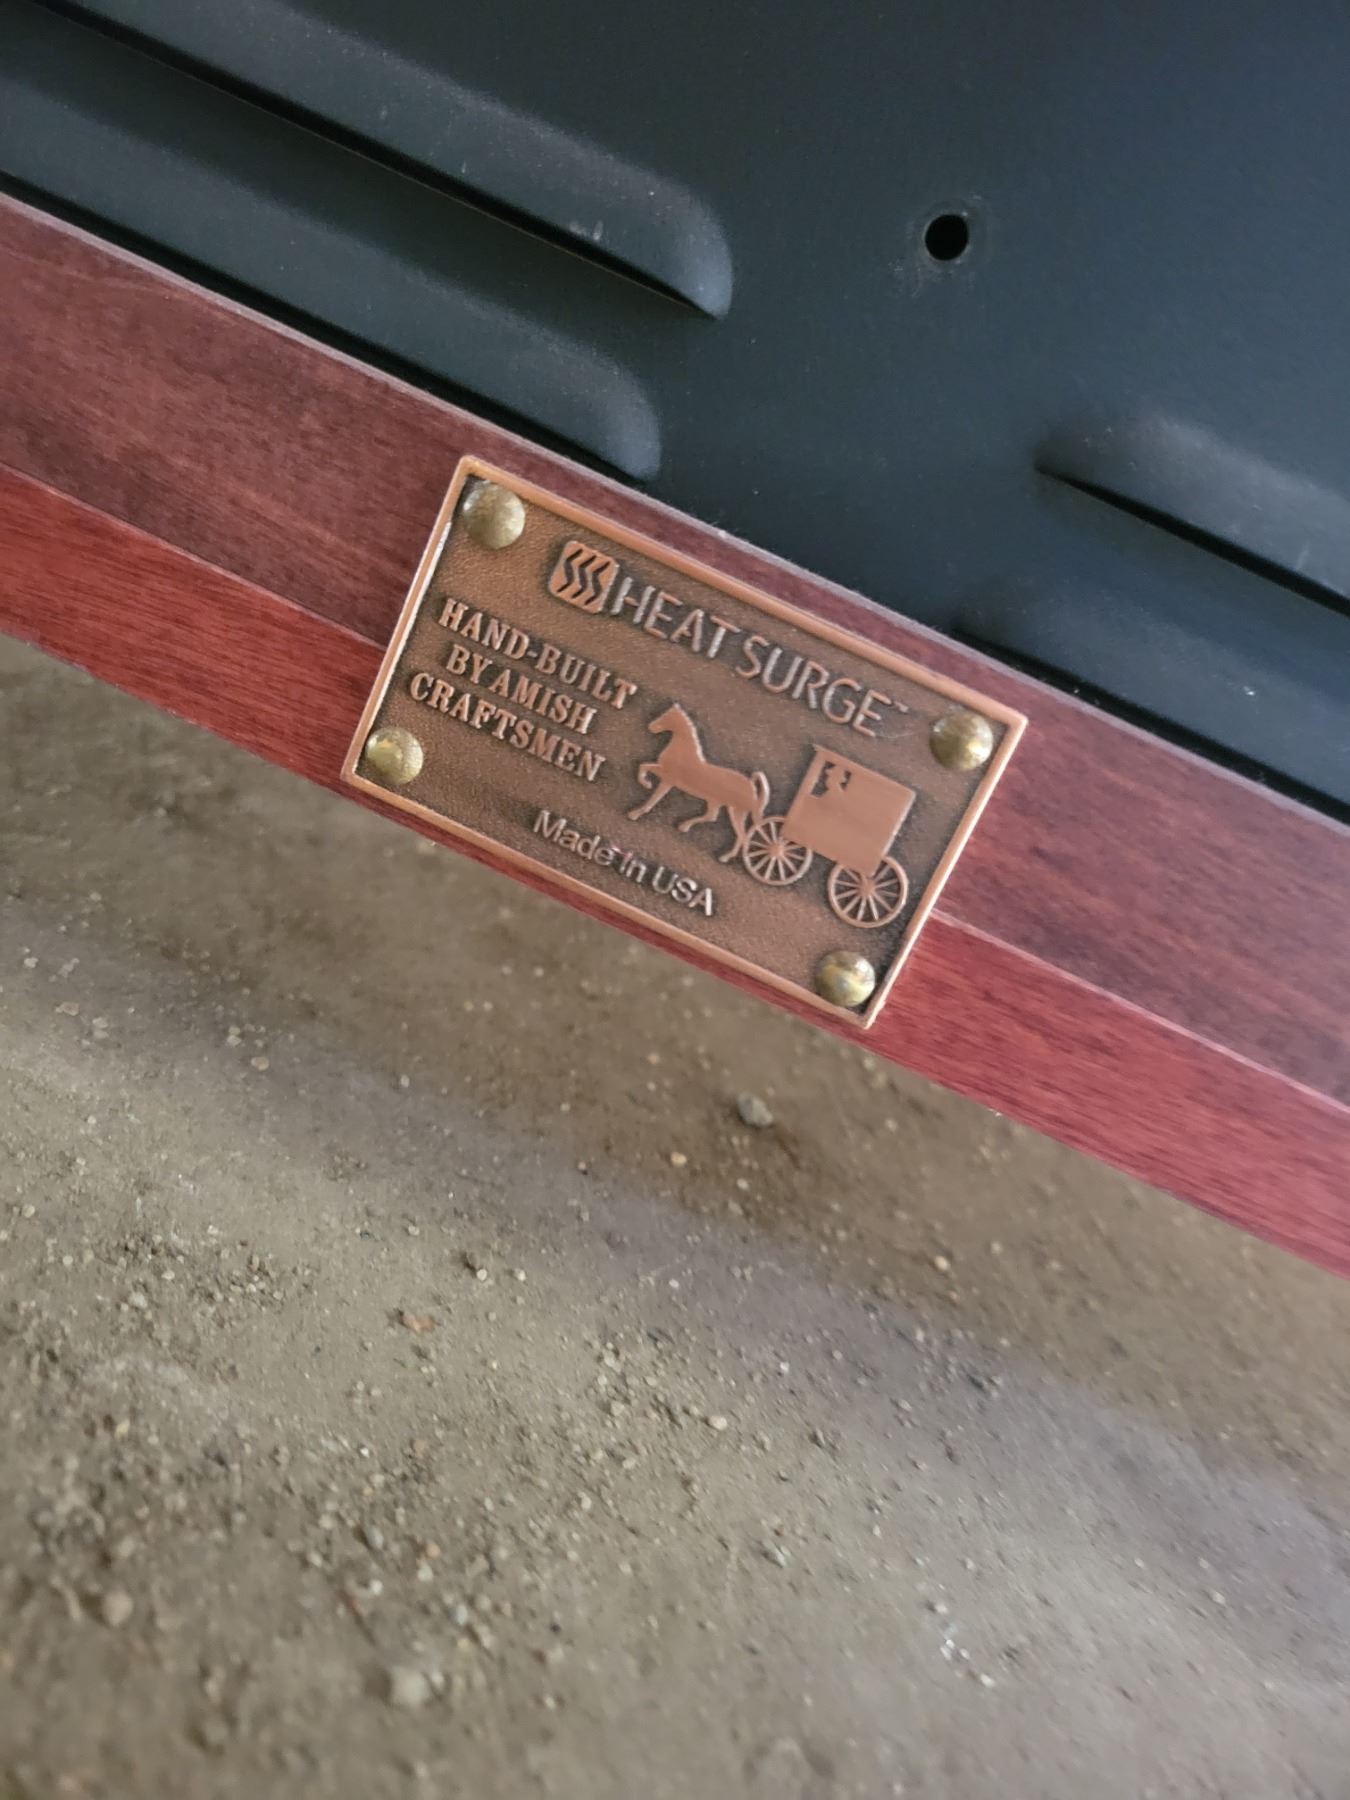 HEAT SURGE™
HAND-BUILT
BY AMISH
CRAFTSMEN
Made in USA